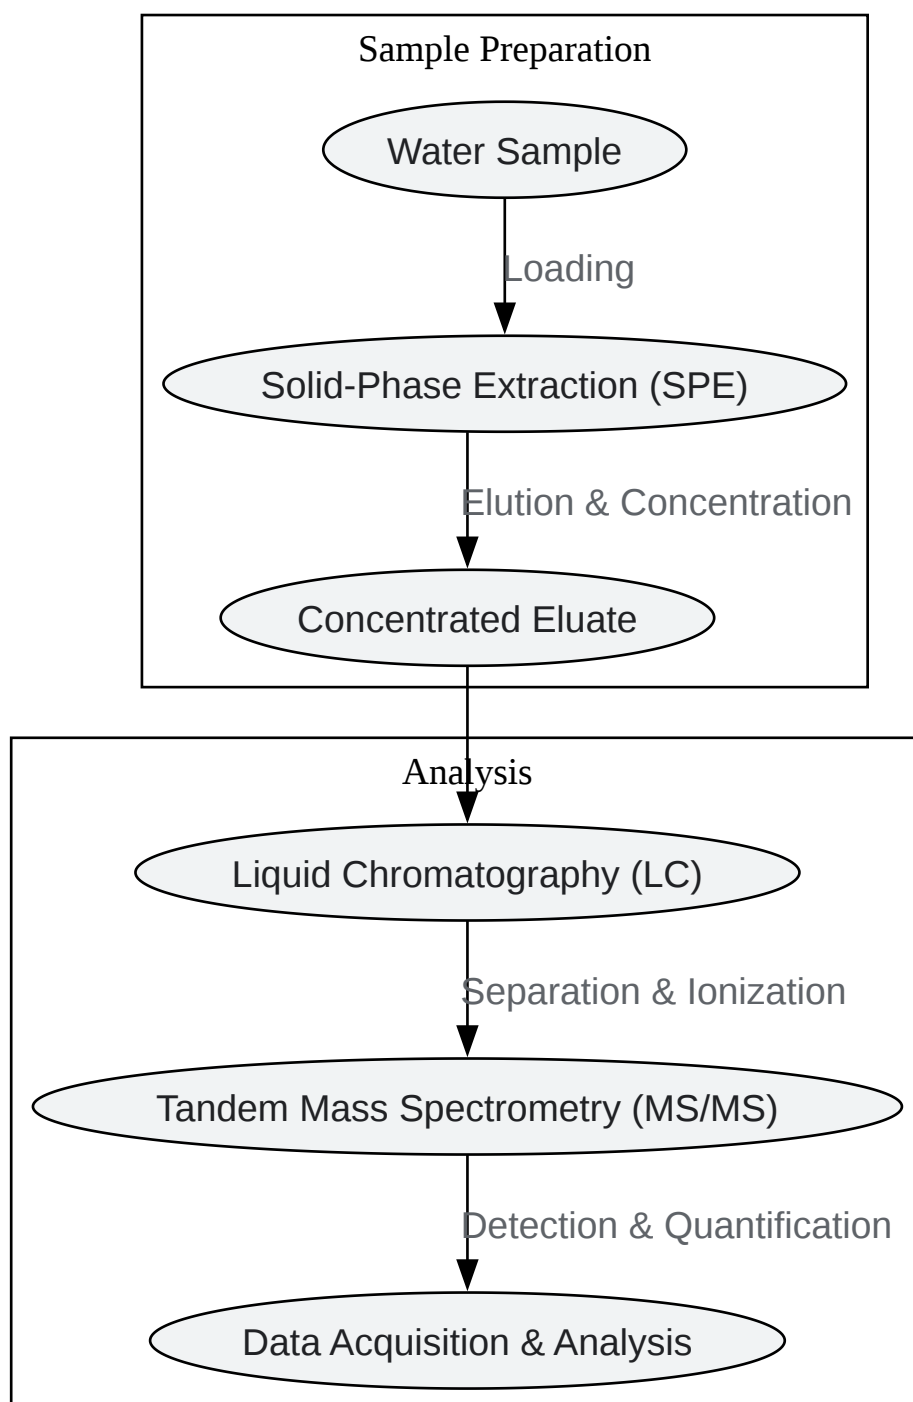 Sample Preparation
Water Sample
Loading
Solid-Phase Extraction (SPE)
Elution & Concentration
Concentrated Eluate
Analysis
Liquid Chromatography (LC)
Separation & Ionization
Tandem Mass Spectrometry (MS/MS)
Detection & Quantification
Data Acquisition & Analysis